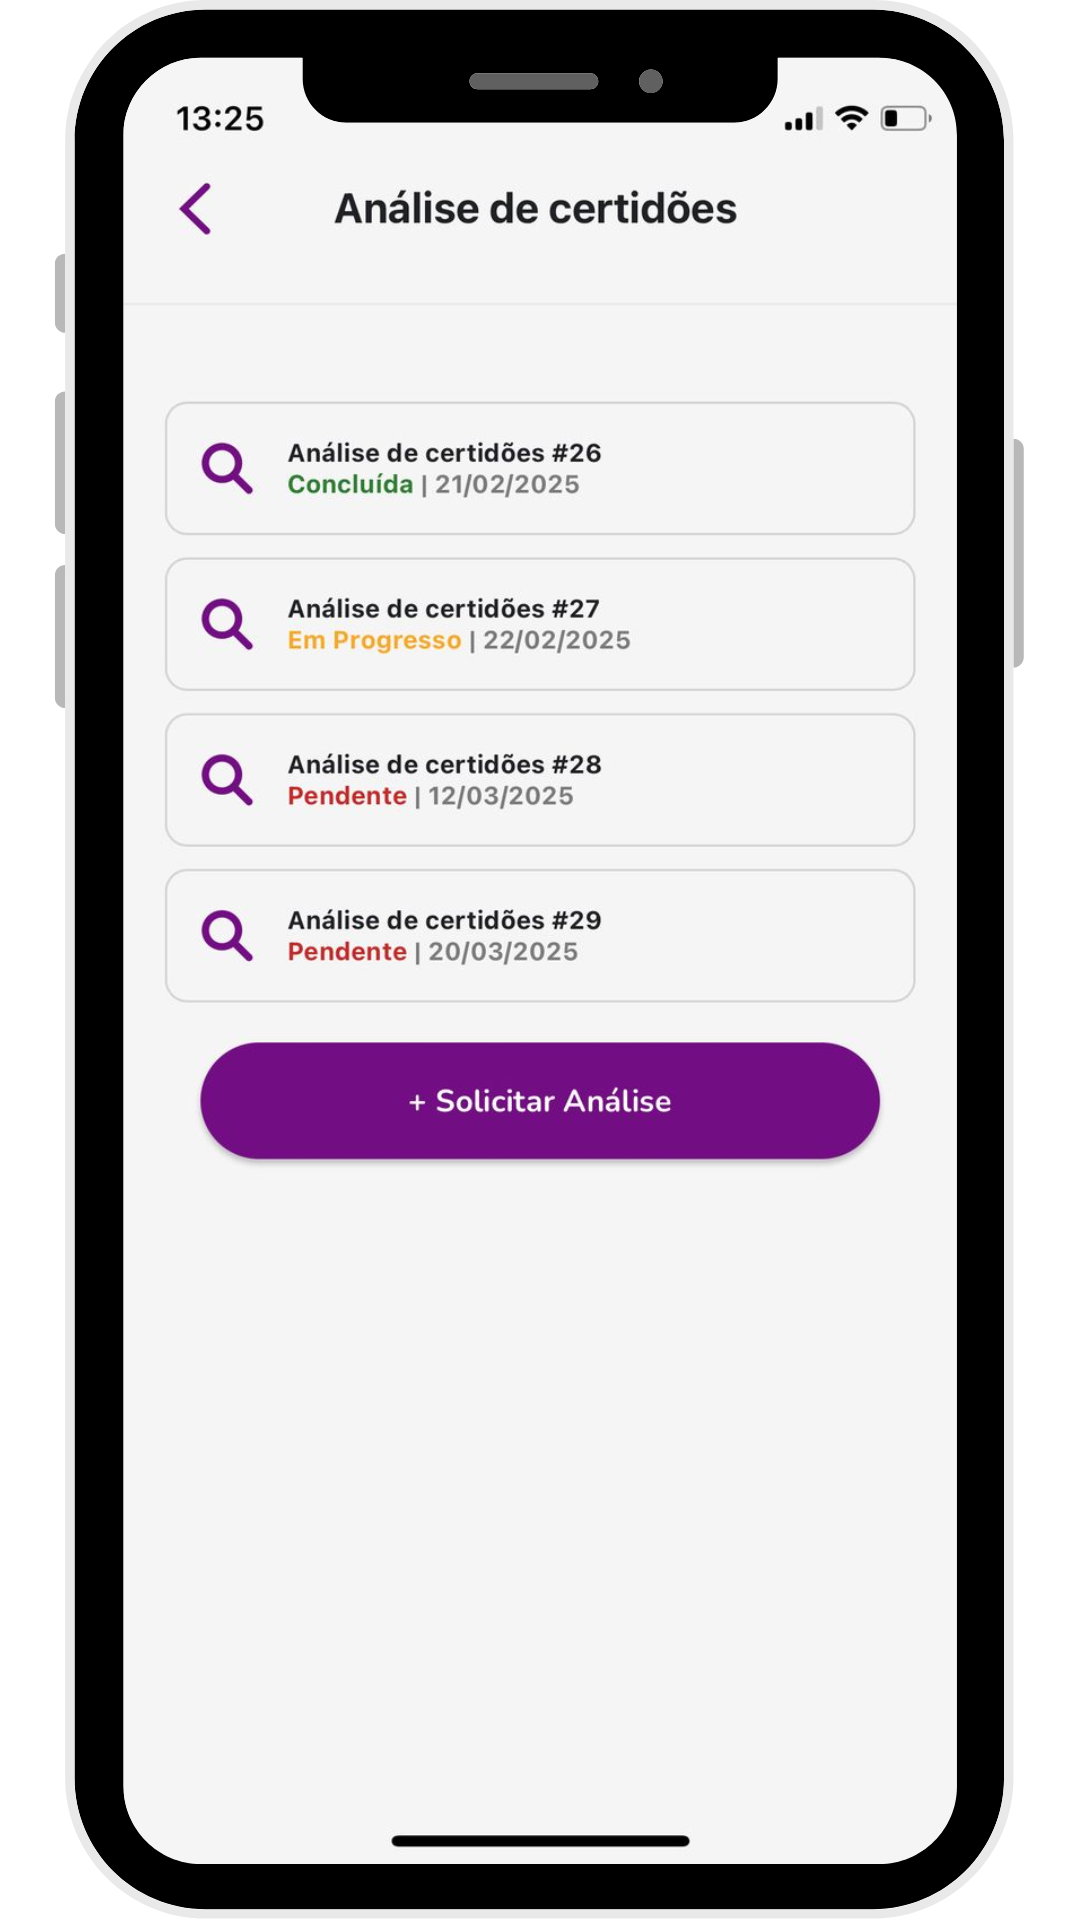 13:25
Análise de certidões
Análise de certidões #26
Concluída | 21/02/2025
Análise de certidões #27
Em Progresso | 22/02/2025
Análise de certidões #28
Pendente | 12/03/2025
Análise de certidões #29
Pendente | 20/03/2025
+ Solicitar Análise